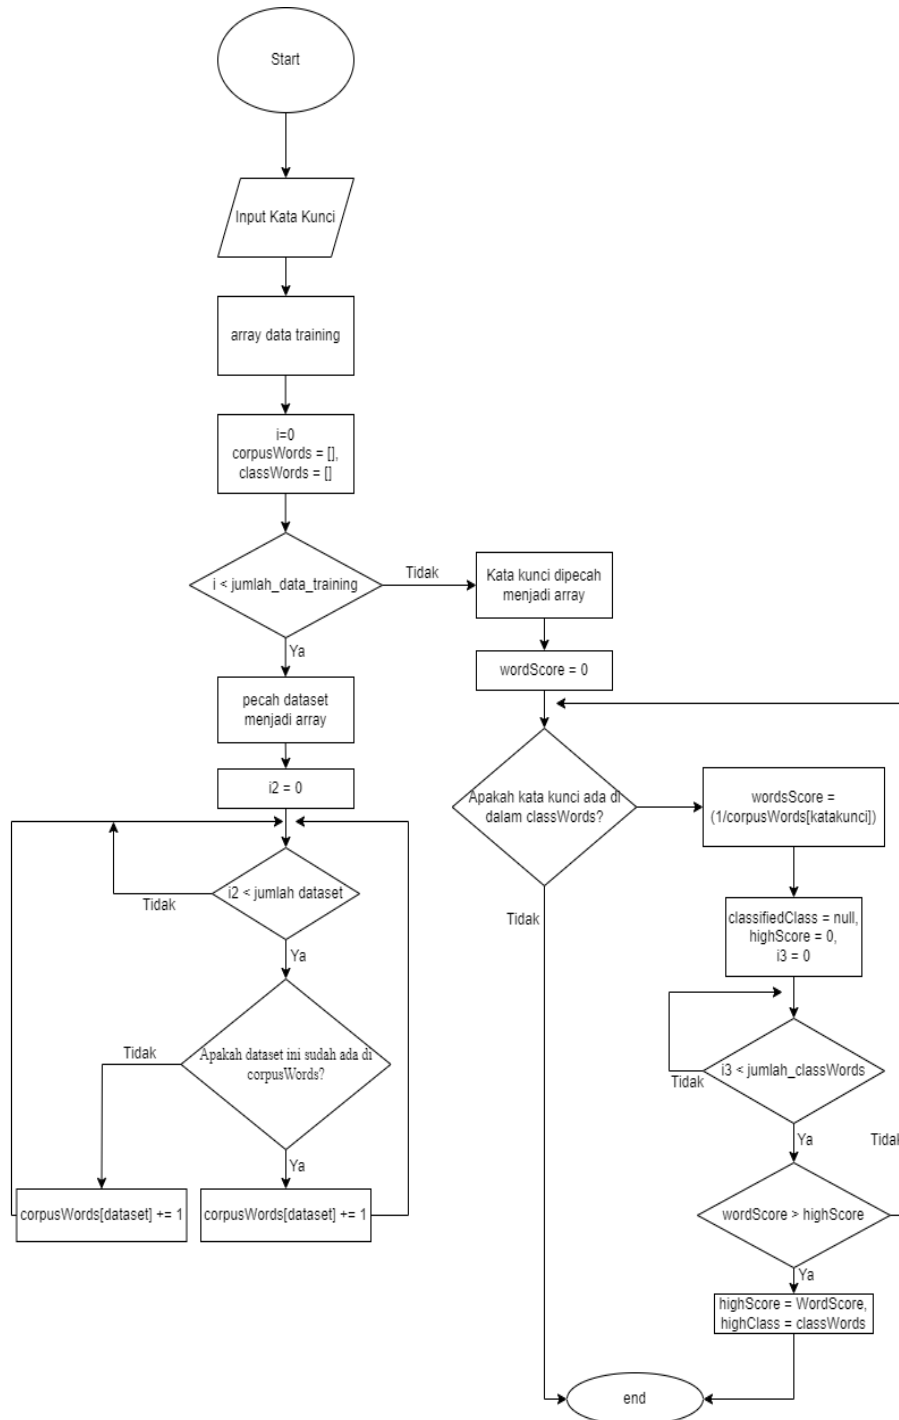 Start
Input Kata Kunci
array data training
i=0
corpusWords = [],
classWords = []
i < jumlah_data_training
Tidak
Ya
Kata kunci dipecah
menjadi array
wordScore = 0
pecah dataset
menjadi array
i2 = 0
i2 < jumlah dataset
Tidak
Ya
Apakah dataset ini sudah ada di
corpusWords?
Tidak
Ya
corpusWords[dataset] += 1
corpusWords[dataset] += 1
Apakah kata kunci ada di
dalam classWords?
Tidak
wordsScore =
(1/corpusWords[katakunci])
classifiedClass = null,
highScore = 0,
i3 = 0
i3 < jumlah_classWords
Tidak
Ya
Tidak
wordScore > highScore
Ya
highScore = WordScore,
highClass = classWords
end